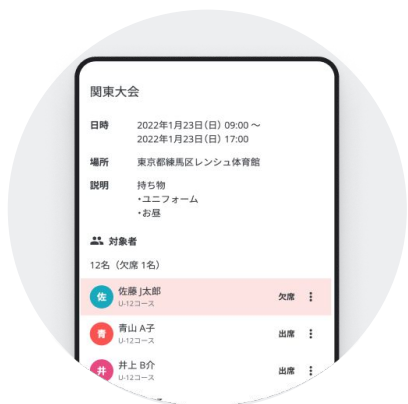 関東大会
日時 2022年1月23日(日) 09:00 ～
2022年1月23日(日) 17:00
場所 東京都練馬区レンシュ体育館
説明 持ち物
・ユニフォーム
・お昼
対象者
12名（欠席 1名）
佐 佐藤 J太郎 欠席
U-12コース
青 青山 A子 出席
U-12コース
井 井上 B介 出席
U-12コース